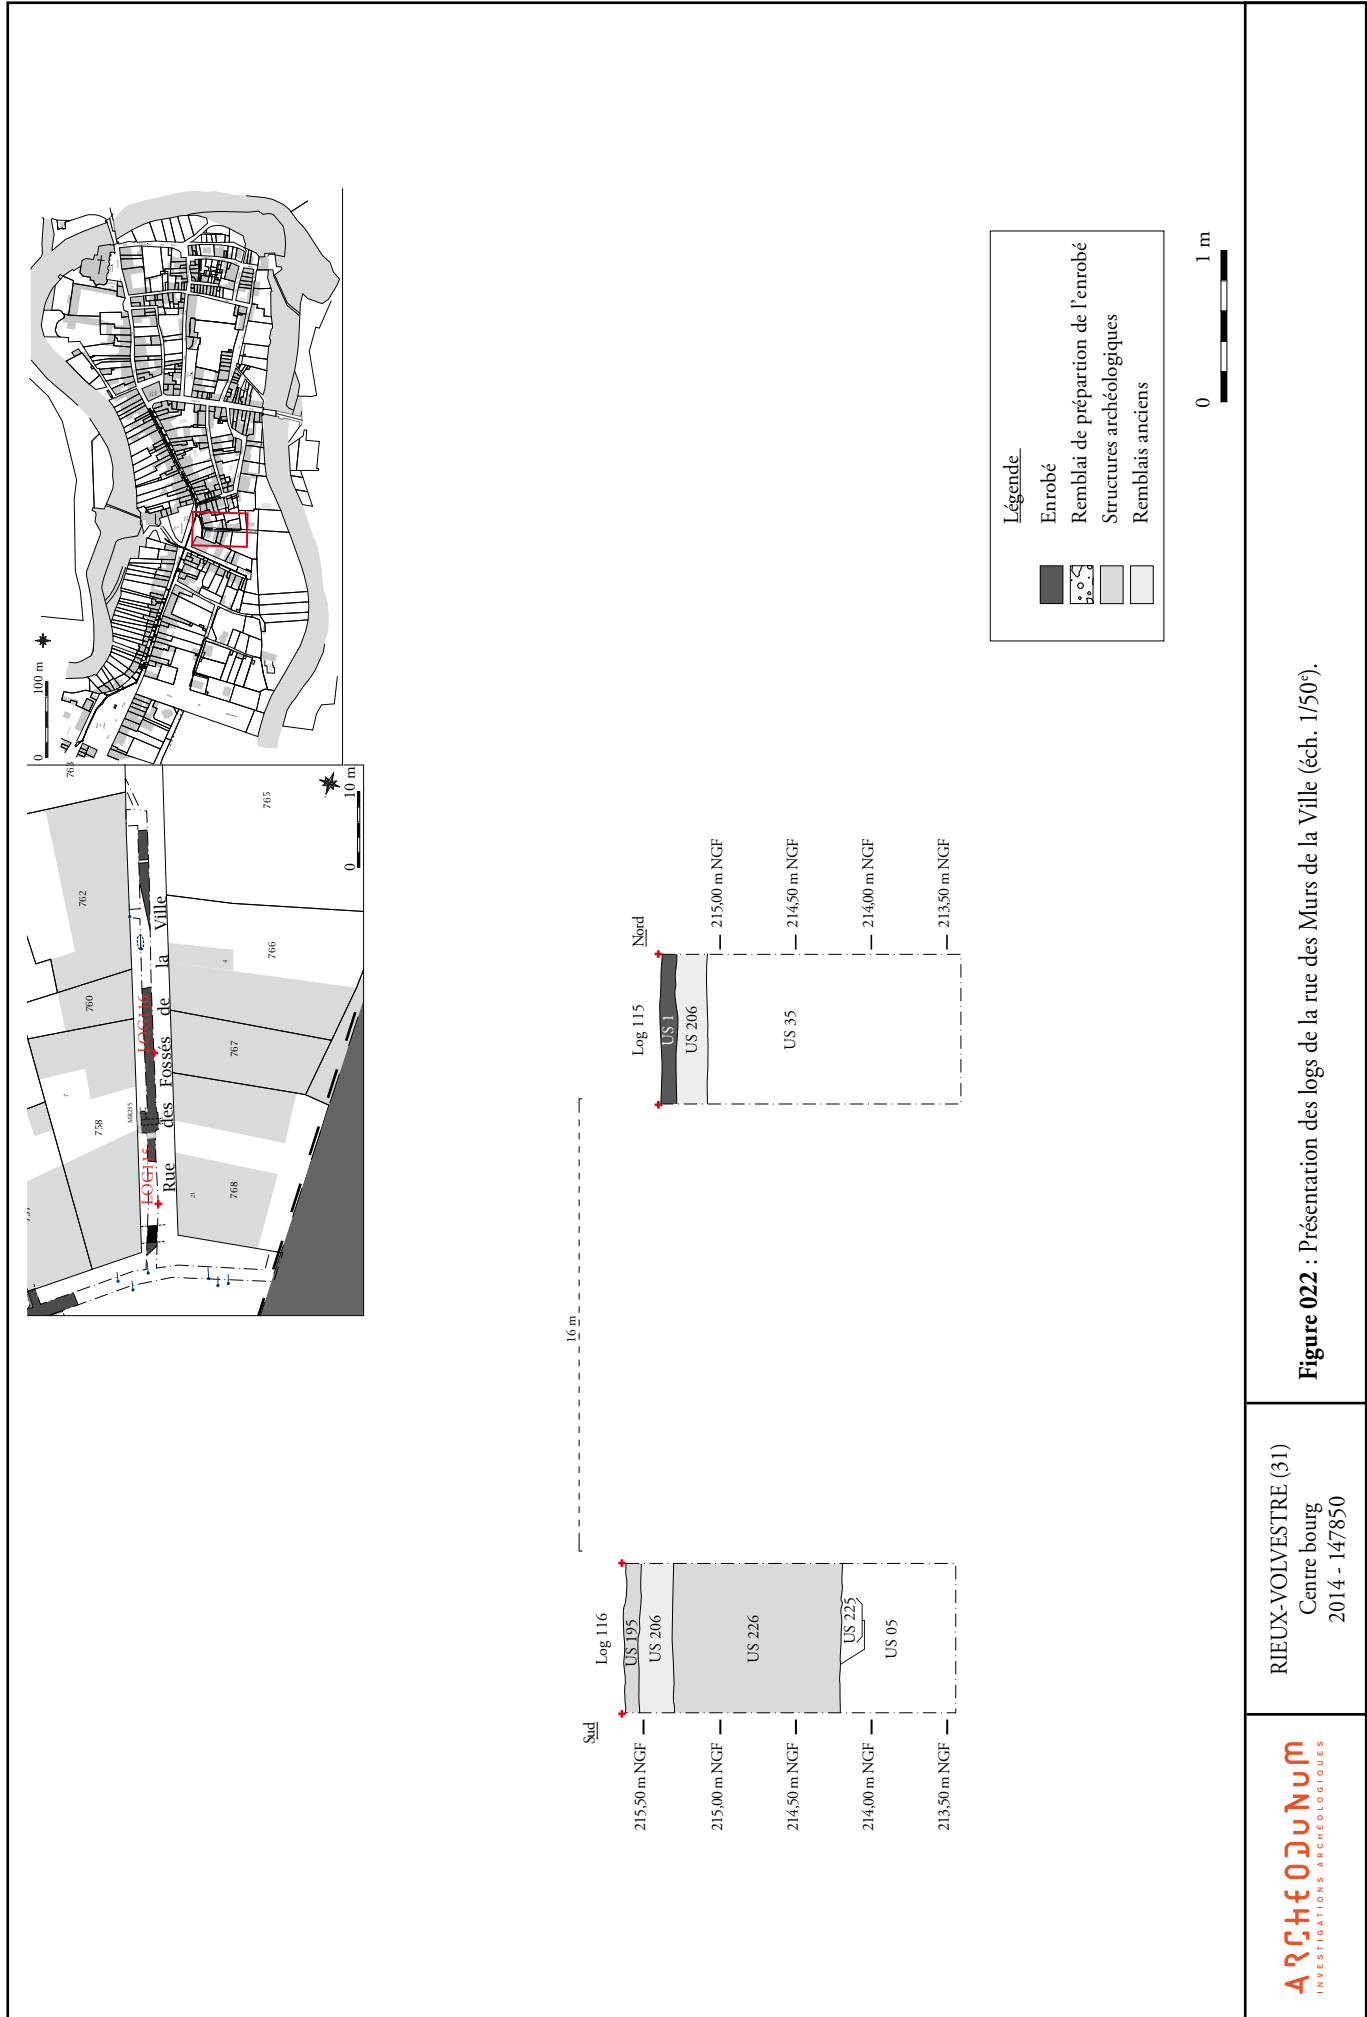 763
762
760
7
758
765
766
4
767
21
768
MR235
LOG116
LOG115
Rue des Fossés de la Ville
0 10 m
0 100 m
Sud
Log 116
US 195
US 206
US 226
US 225
US 05
215,50 m NGF
215,00 m NGF
214,50 m NGF
214,00 m NGF
213,50 m NGF
16 m
Log 115
Nord
US 1
US 206
US 35
215,00 m NGF
214,50 m NGF
214,00 m NGF
213,50 m NGF
Légende
Enrobé
Remblai de prépartion de l'enrobé
Structures archéologiques
Remblais anciens
0 1 m
ARCHEODUNUM
INVESTIGATIONS ARCHÉOLOGIQUES
RIEUX-VOLVESTRE (31)
Centre bourg
2014 - 147850
Figure 022 : Présentation des logs de la rue des Murs de la Ville (éch. 1/50e).